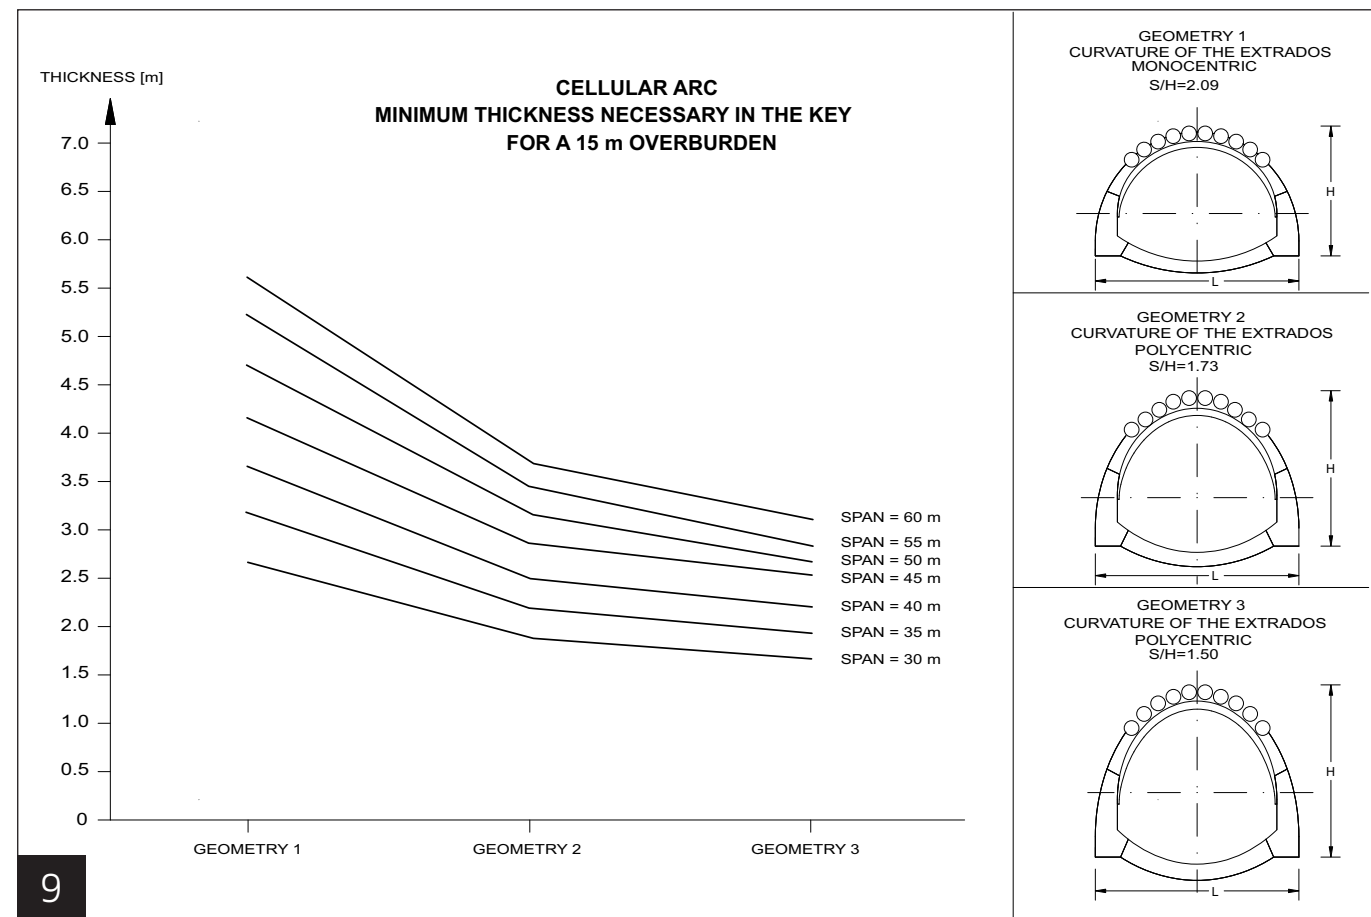 THICKNESS [m]
CELLULAR ARC
MINIMUM THICKNESS NECESSARY IN THE KEY
FOR A 15 m OVERBURDEN
7.0
6.5
6.0
5.5
5.0
4.5
4.0
3.5
3.0
2.5
2.0
1.5
1.0
0.5
0
SPAN = 60 m
SPAN = 55 m
SPAN = 50 m
SPAN = 45 m
SPAN = 40 m
SPAN = 35 m
SPAN = 30 m
GEOMETRY 1
GEOMETRY 2
GEOMETRY 3
9
GEOMETRY 1
CURVATURE OF THE EXTRADOS
MONOCENTRIC
S/H=2.09
H
L
GEOMETRY 2
CURVATURE OF THE EXTRADOS
POLYCENTRIC
S/H=1.73
H
L
GEOMETRY 3
CURVATURE OF THE EXTRADOS
POLYCENTRIC
S/H=1.50
H
L